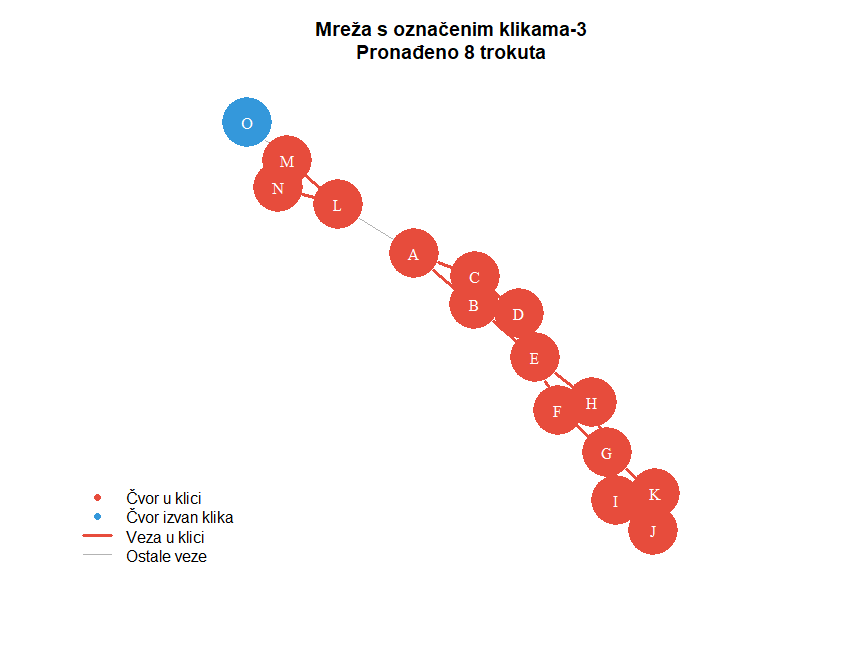 Mreža s označenim klikama-3
Pronađeno 8 trokuta
O
M
N
L
A
C
B
D
E
H
F
G
K
I
J
Čvor u klici
Čvor izvan klika
Veza u klici
Ostale veze